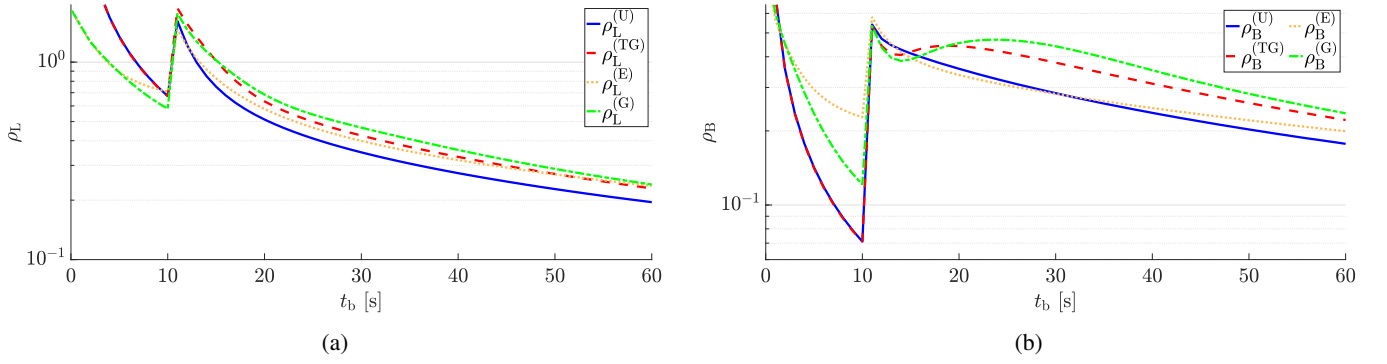 10^0
10^{-1}
ρ_L
0 10 20 30 40 50 60
t_b [s]
ρ_L^{(U)}
ρ_L^{(TG)}
ρ_L^{(E)}
ρ_L^{(G)}
(a)
10^{-1}
ρ_B
0 10 20 30 40 50 60
t_b [s]
ρ_B^{(U)} ρ_B^{(E)}
ρ_B^{(TG)} ρ_B^{(G)}
(b)